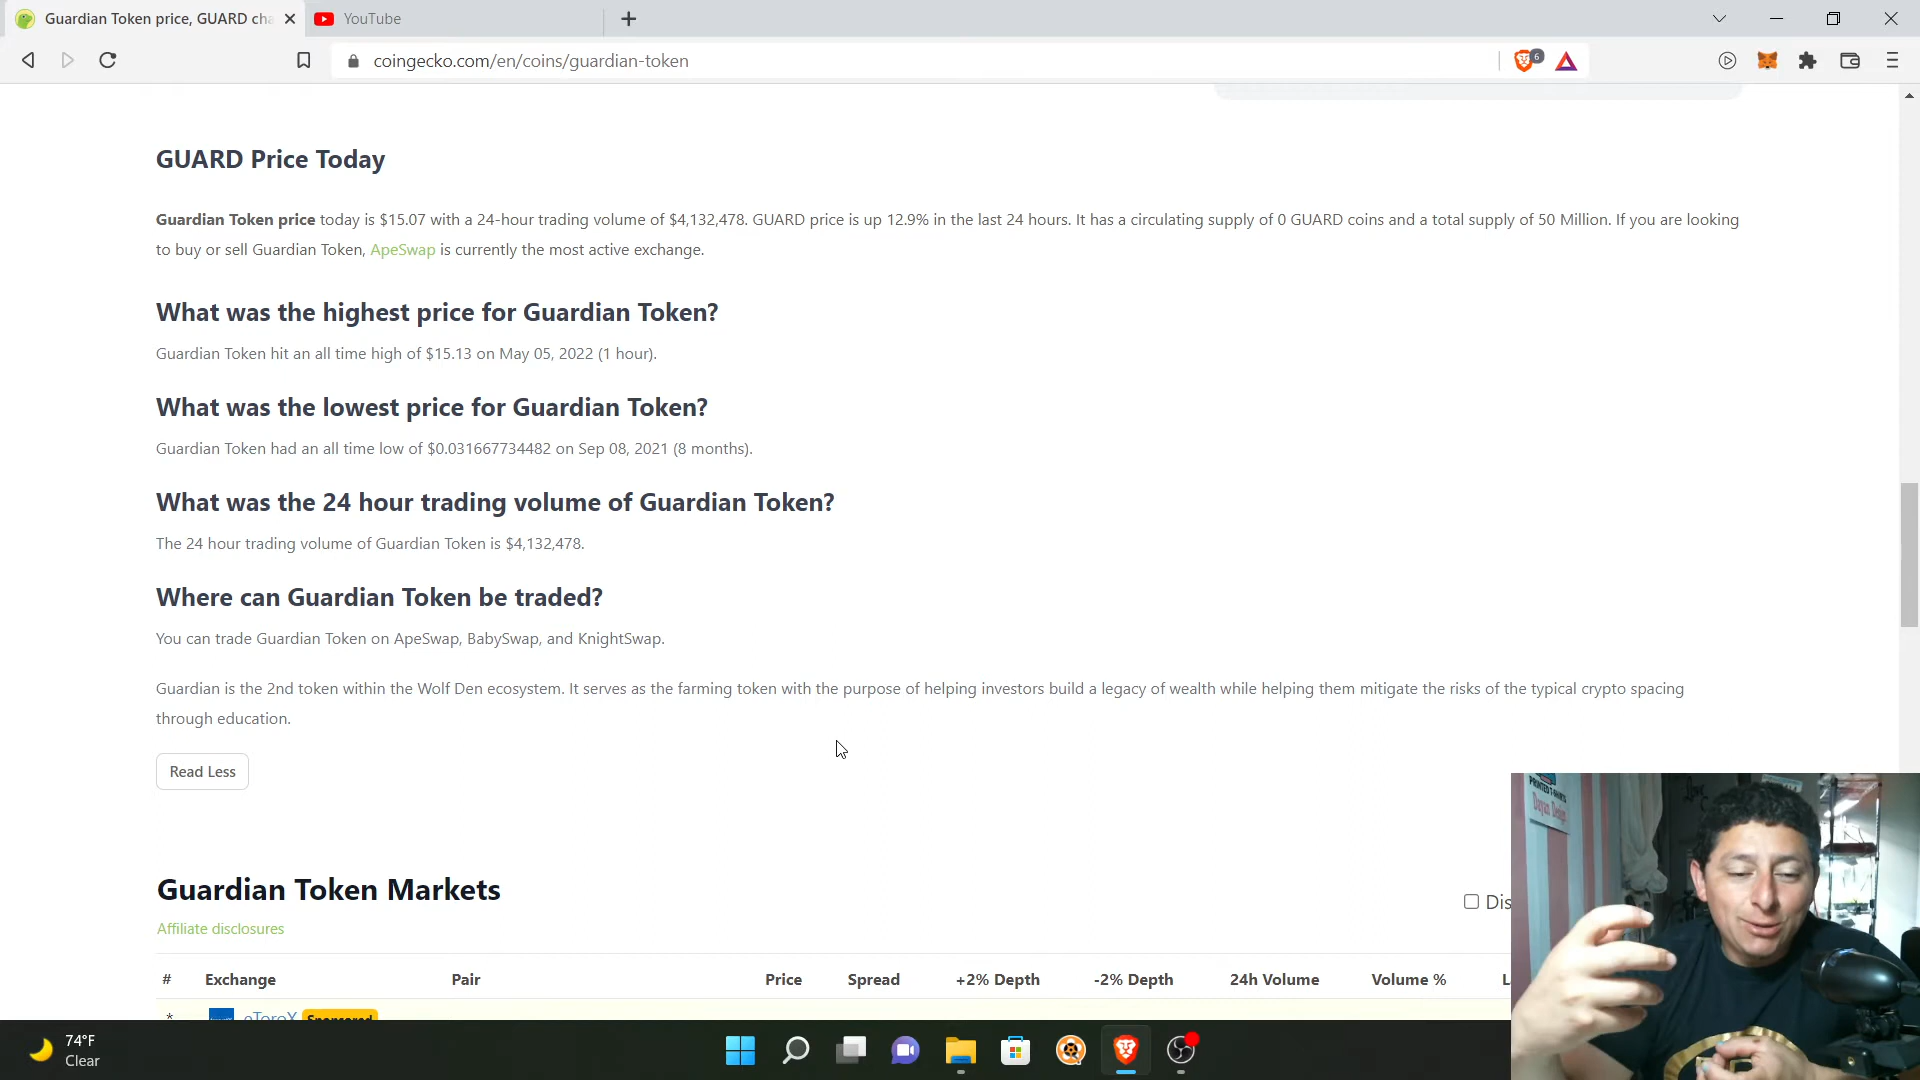 Guardian Token price, GUARD cha
YouTube
coingecko.com/en/coins/guardian-token
6
GUARD Price Today
Guardian Token price today is $15.07 with a 24-hour trading volume of $4,132,478. GUARD price is up 12.9% in the last 24 hours. It has a circulating supply of 0 GUARD coins and a total supply of 50 Million. If you are looking
to buy or sell Guardian Token, ApeSwap is currently the most active exchange.
What was the highest price for Guardian Token?
Guardian Token hit an all time high of $15.13 on May 05, 2022 (1 hour).
What was the lowest price for Guardian Token?
Guardian Token had an all time low of $0.031667734482 on Sep 08, 2021 (8 months).
What was the 24 hour trading volume of Guardian Token?
The 24 hour trading volume of Guardian Token is $4,132,478.
Where can Guardian Token be traded?
You can trade Guardian Token on ApeSwap, BabySwap, and KnightSwap.
Guardian is the 2nd token within the Wolf Den ecosystem. It serves as the farming token with the purpose of helping investors build a legacy of wealth while helping them mitigate the risks of the typical crypto spacing
through education.
Read Less
PRINTED T-SHIRTS
Dayan Design
Guardian Token Markets
Dis
Affiliate disclosures
# Exchange Pair Price Spread +2% Depth -2% Depth 24h Volume Volume % L
* eToroX Sponsored
74°F
Clear